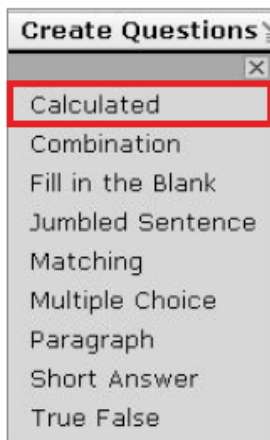 Create Questions
Calculated
Combination
Fill in the Blank
Jumbled Sentence
Matching
Multiple Choice
Paragraph
Short Answer
True False